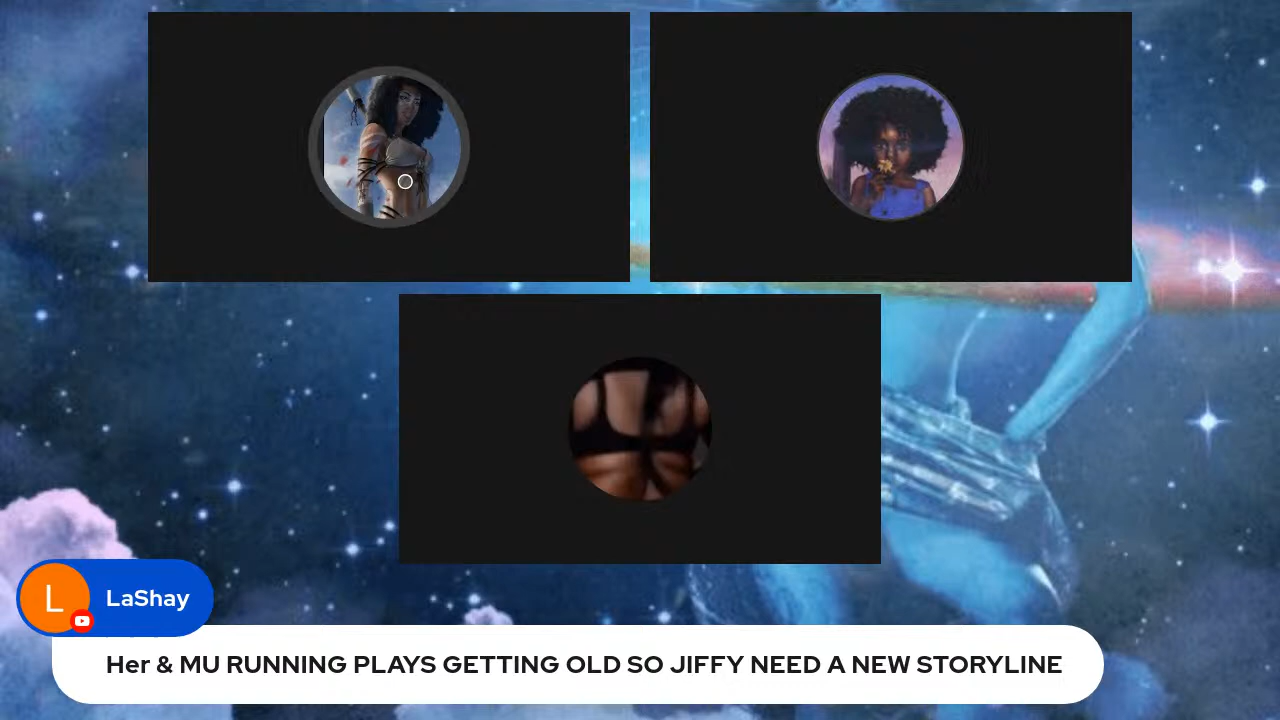 L
LaShay
Her & MU RUNNING PLAYS GETTING OLD SO JIFFY NEED A NEW STORYLINE